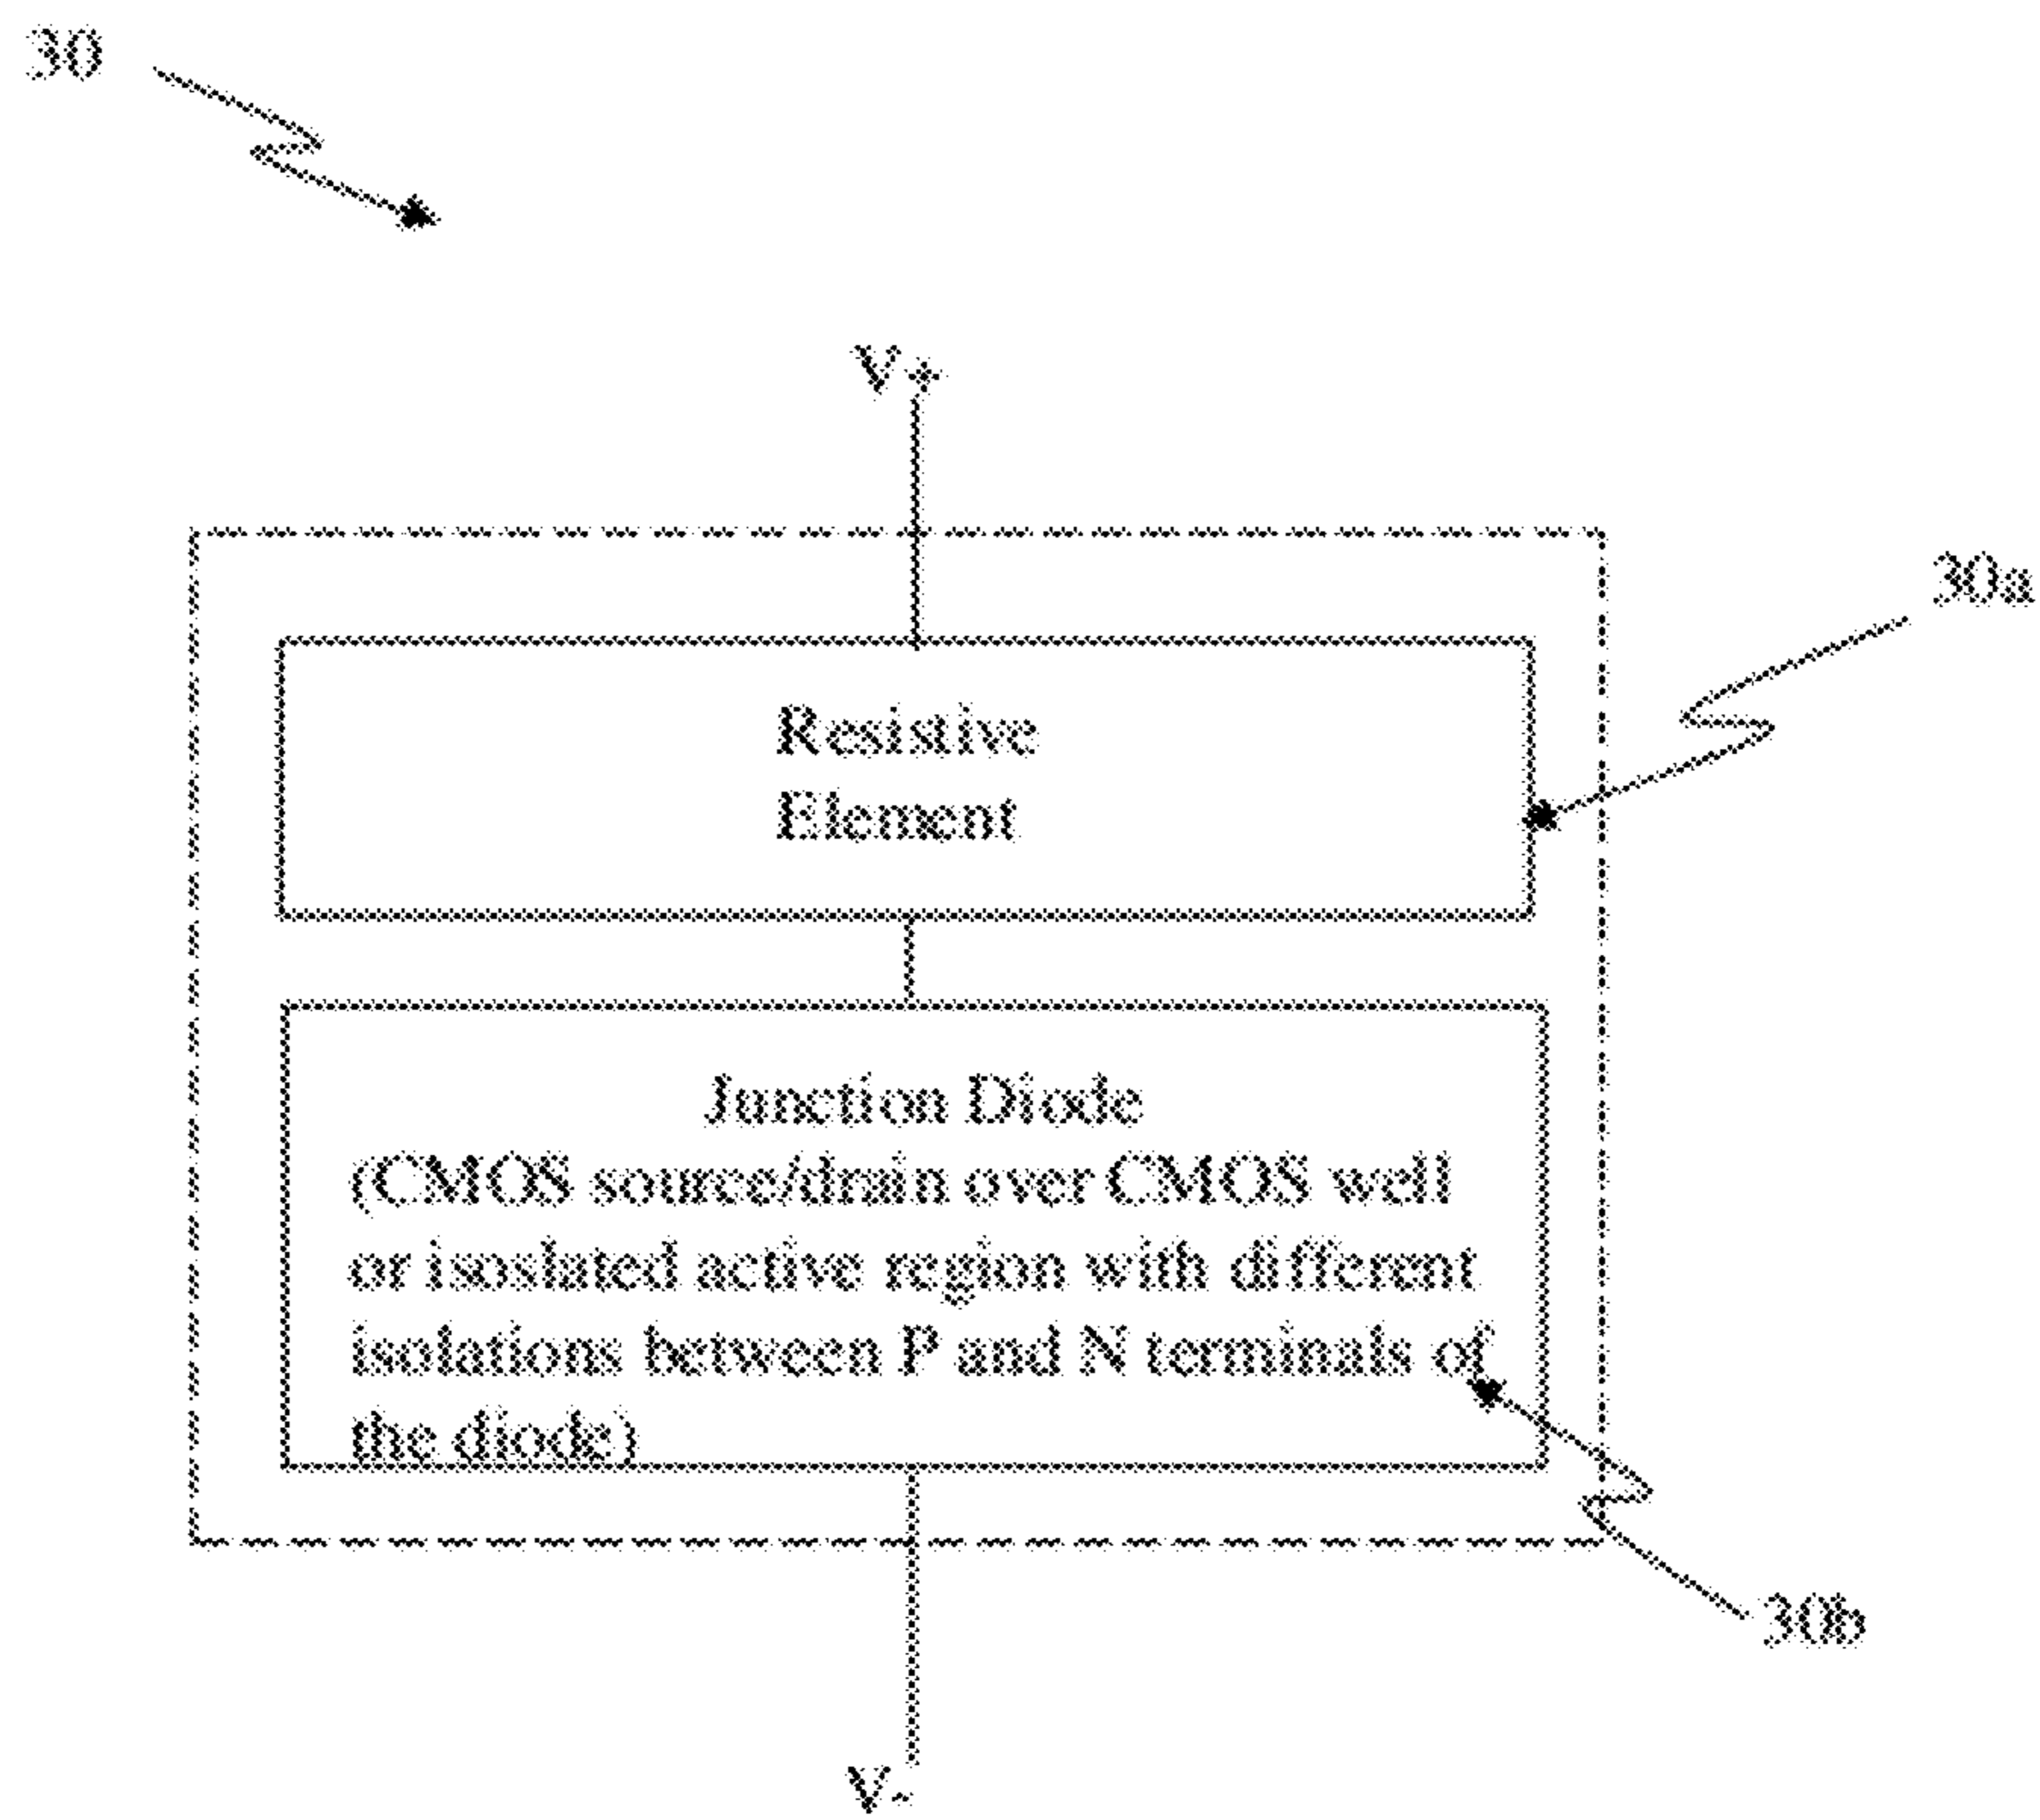 30
V+
30a
Resistive
Element
Junction Diode
(CMOS source/drain over CMOS well
or isoslated active region with different
isolations between P and N terminals of
the diode)
30b
V-